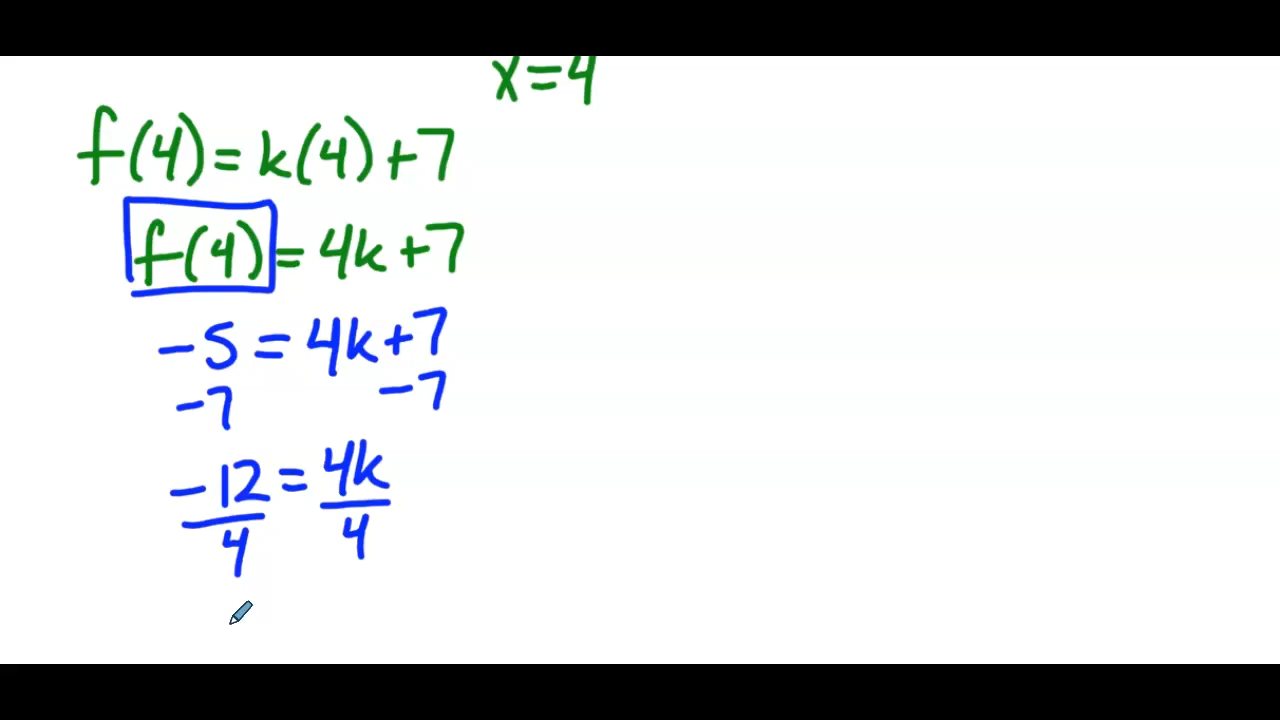 x=4
f(4)=k(4)+7
f(4)=4k+7
-5=4k+7
-7 -7
-12=4k
4 4